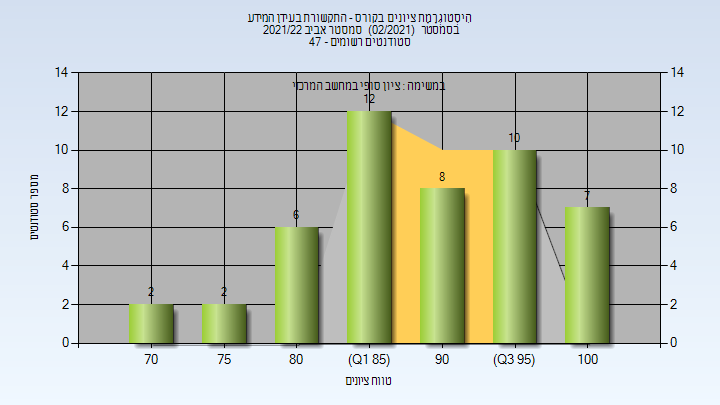 היסטוגרמת ציונים בקורס - התקשורת בעידן המידע
בסמסטר (02/2021) סמסטר אביב 2021/22
סטודנטים רשומים - 47
במשימה : ציון סופי במחשב המרכזי
מספר סטודנטים
14 14
12 12
10 10
8 8
6 6
4 4
2 2
0 0
2 2 6 12 8 10 7
70 75 80 (Q1 85) 90 (Q3 95) 100
טווח ציונים